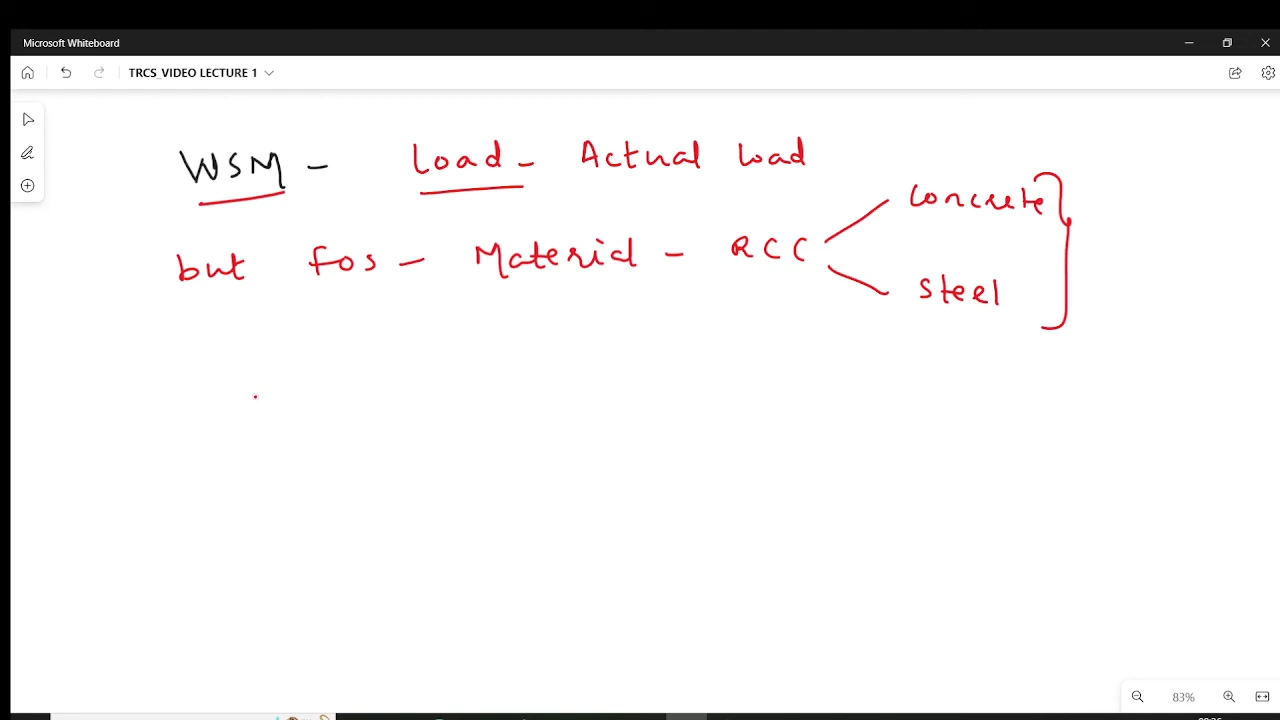 Microsoft Whiteboard
TRCS_VIDEO LECTURE 1
WSM - Load - Actual load
but fos - Material - RCC
Concrete
Steel
83%